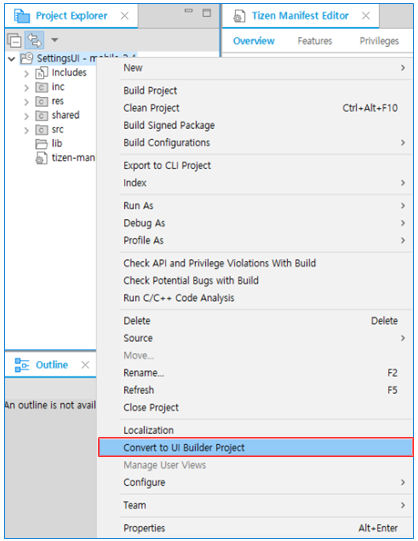 Project Explorer
Tizen Manifest Editor
Overview Features Privileges
SettingsUI - mobile-2.4
Includes
inc
res
shared
src
lib
tizen-man
New
Build Project
Clean Project Ctrl+Alt+F10
Build Signed Package
Build Configurations
Export to CLI Project
Index
Run As
Debug As
Profile As
Check API and Privilege Violations With Build
Check Potential Bugs with Build
Run C/C++ Code Analysis
Delete Delete
Source
Move...
Rename... F2
Refresh F5
Close Project
Localization
Convert to UI Builder Project
Manage User Views
Configure
Team
Properties Alt+Enter
Outline
An outline is not avail